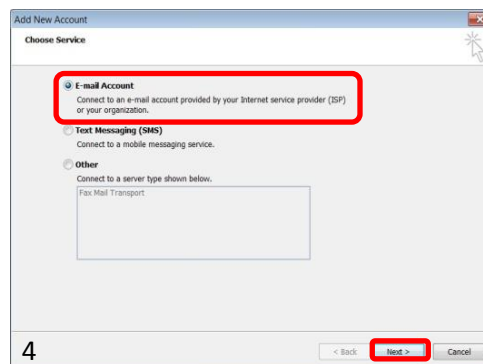 Add New Account
Choose Service
E-mail Account
Connect to an e-mail account provided by your Internet service provider (ISP)
or your organization.
Text Messaging (SMS)
Connect to a mobile messaging service.
Other
Connect to a server type shown below.
Fax Mail Transport
4
< Back
Next >
Cancel